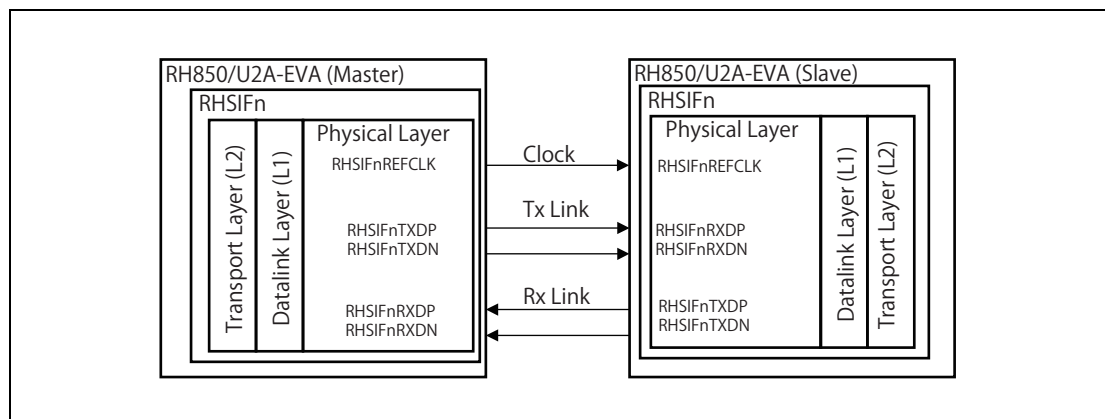 RH850/U2A-EVA (Master)
RHSIFn
Transport Layer (L2)
Datalink Layer (L1)
Physical Layer
RHSIFnREFCLK
RHSIFnTXDP
RHSIFnTXDN
RHSIFnRXDP
RHSIFnRXDN
Clock
Tx Link
Rx Link
RH850/U2A-EVA (Slave)
RHSIFn
Physical Layer
RHSIFnREFCLK
RHSIFnRXDP
RHSIFnRXDN
RHSIFnTXDP
RHSIFnTXDN
Datalink Layer (L1)
Transport Layer (L2)